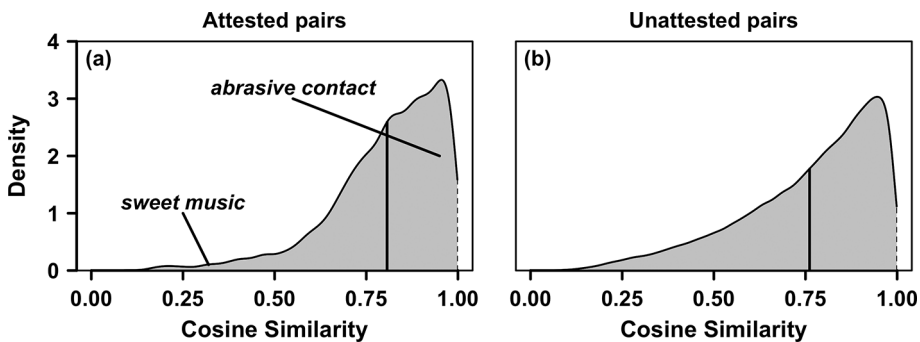 Attested pairs
Unattested pairs
(a)
(b)
abrasive contact
sweet music
Density
4
3
2
1
0
0.00 0.25 0.50 0.75 1.00
0.00 0.25 0.50 0.75 1.00
Cosine Similarity
Cosine Similarity